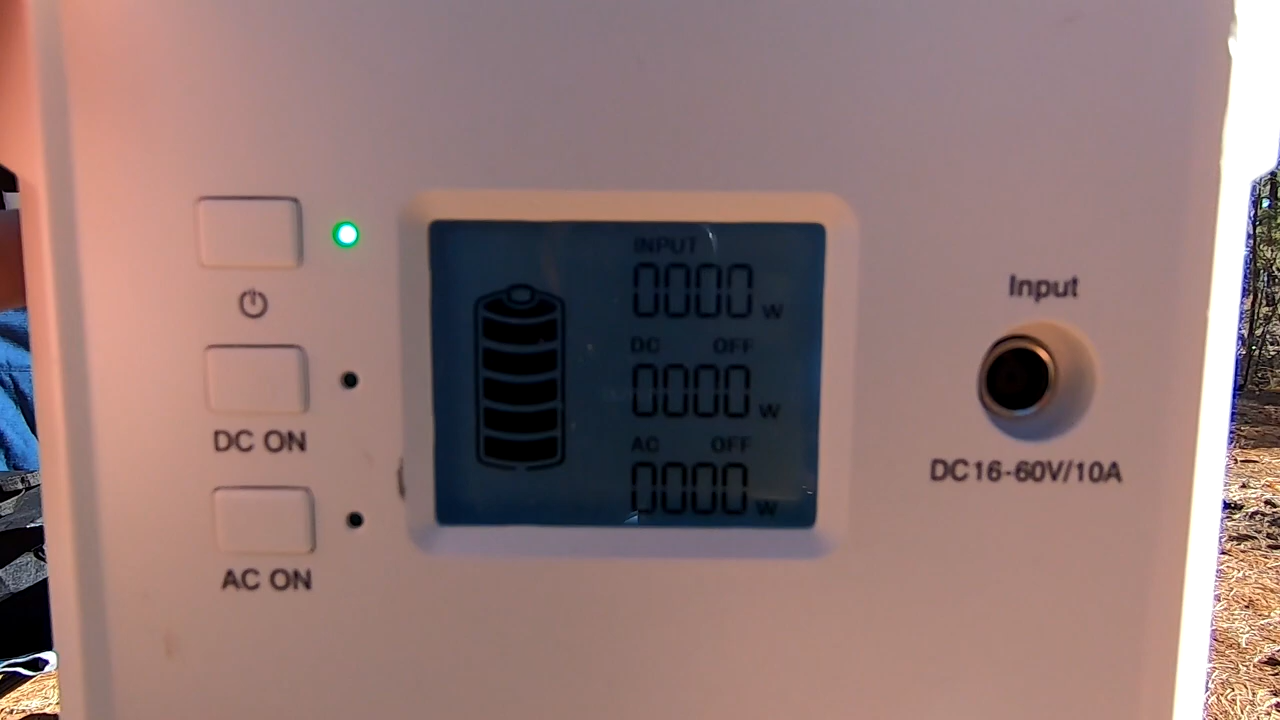 DC ON
AC ON
INPUT
0000 W
DC OFF
0000 W
AC OFF
0000 W
Input
DC16-60V/10A